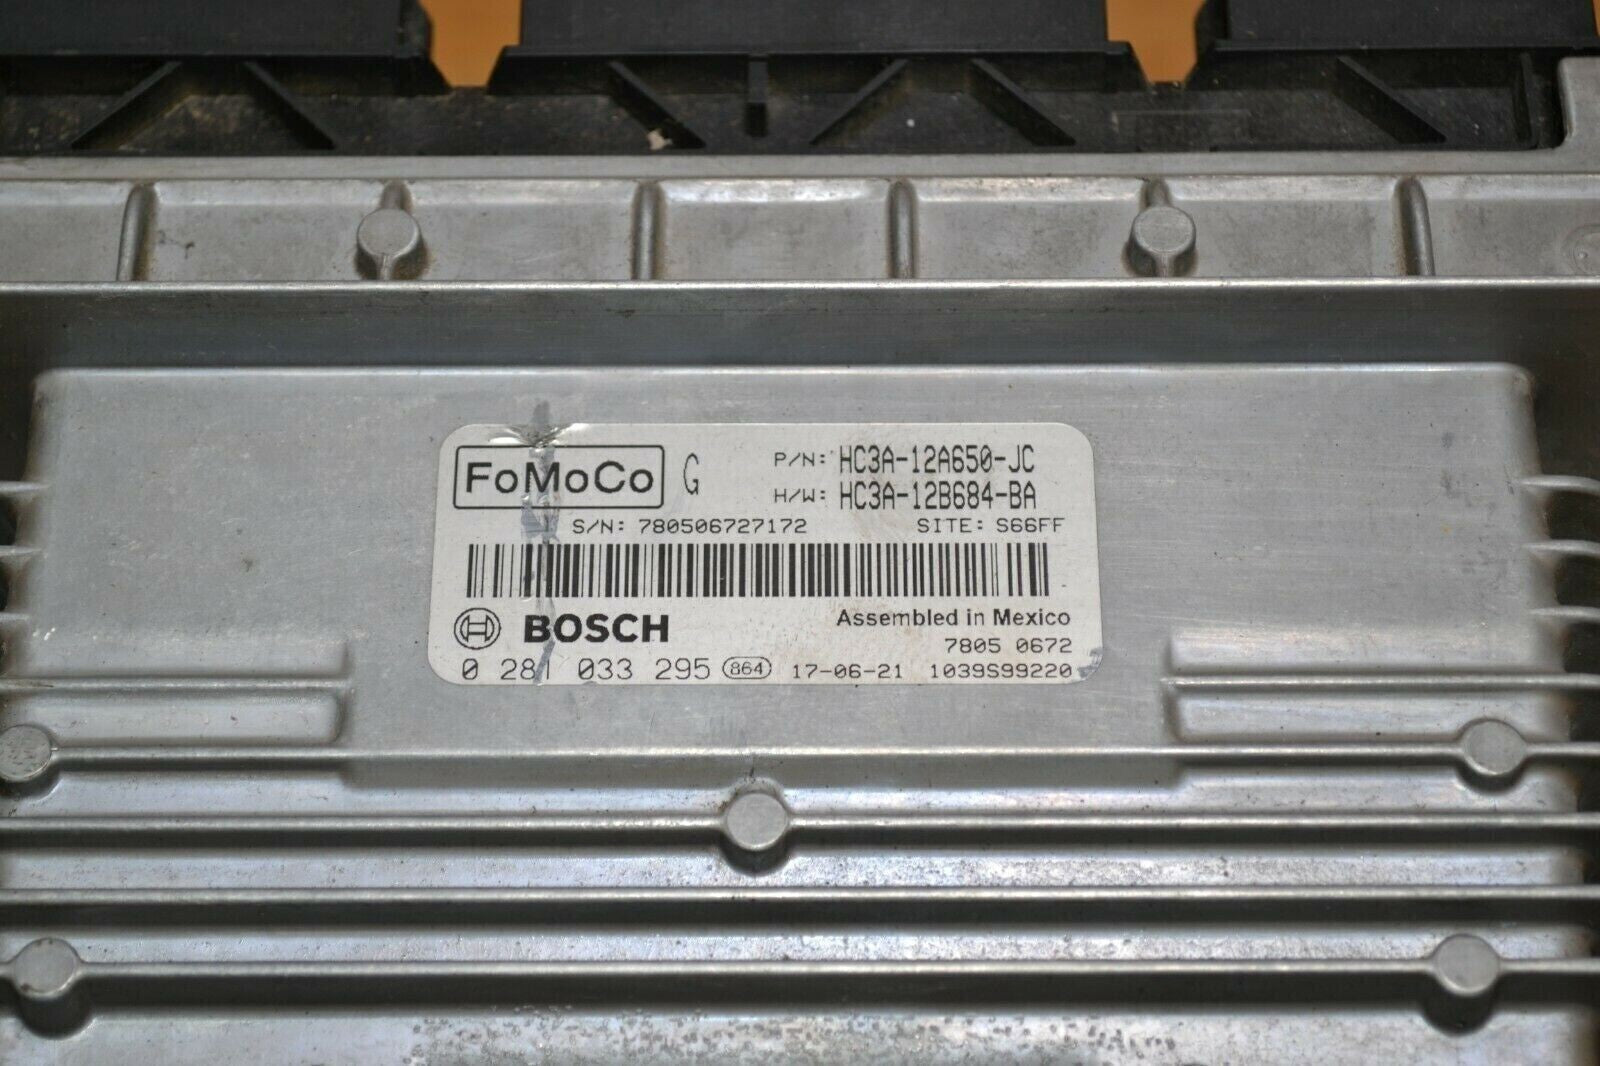 FoMoCo G P/N: HC3A-12A650-JC
H/W: HC3A-12B684-BA
S/N: 780506727172 SITE: S66FF
BOSCH Assembled in Mexico
7805 0672
0 281 033 295 864 17-06-21 1039S99220